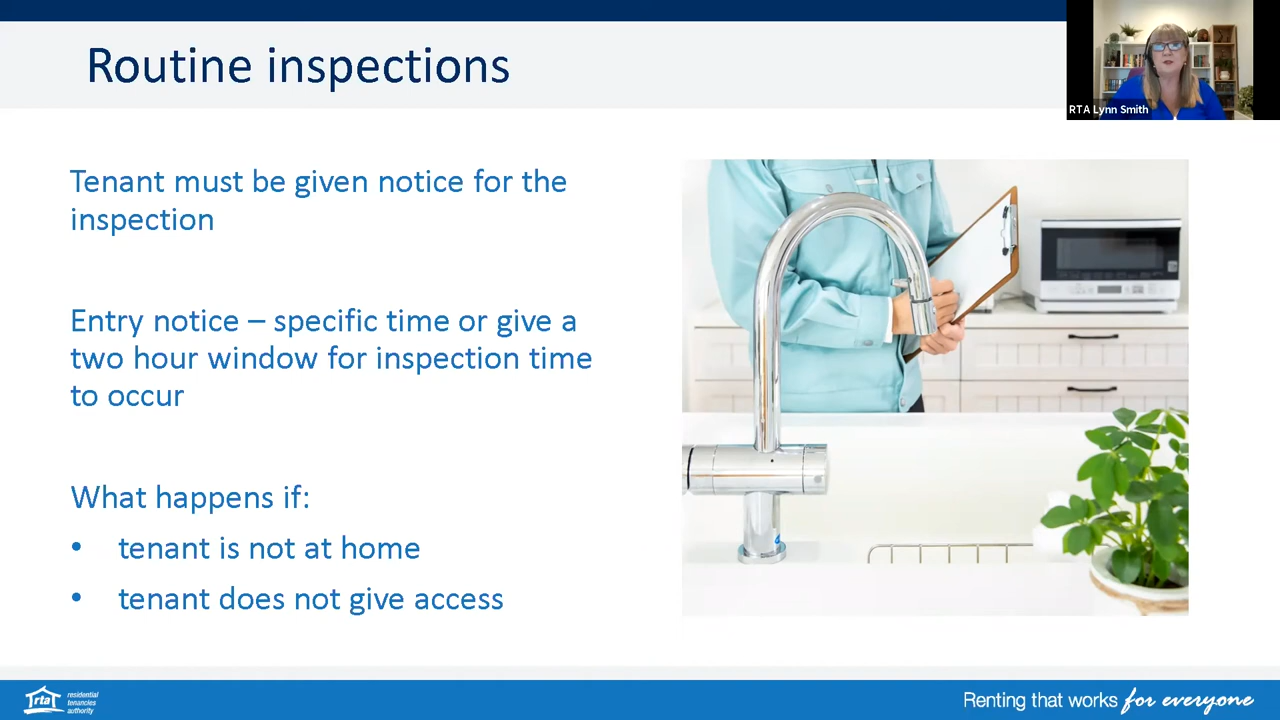 Routine inspections
RTA Lynn Smith
Tenant must be given notice for the
inspection
Entry notice – specific time or give a
two hour window for inspection time
to occur
What happens if:
• tenant is not at home
• tenant does not give access
rta
residential
tenancies
authority
Renting that works for everyone